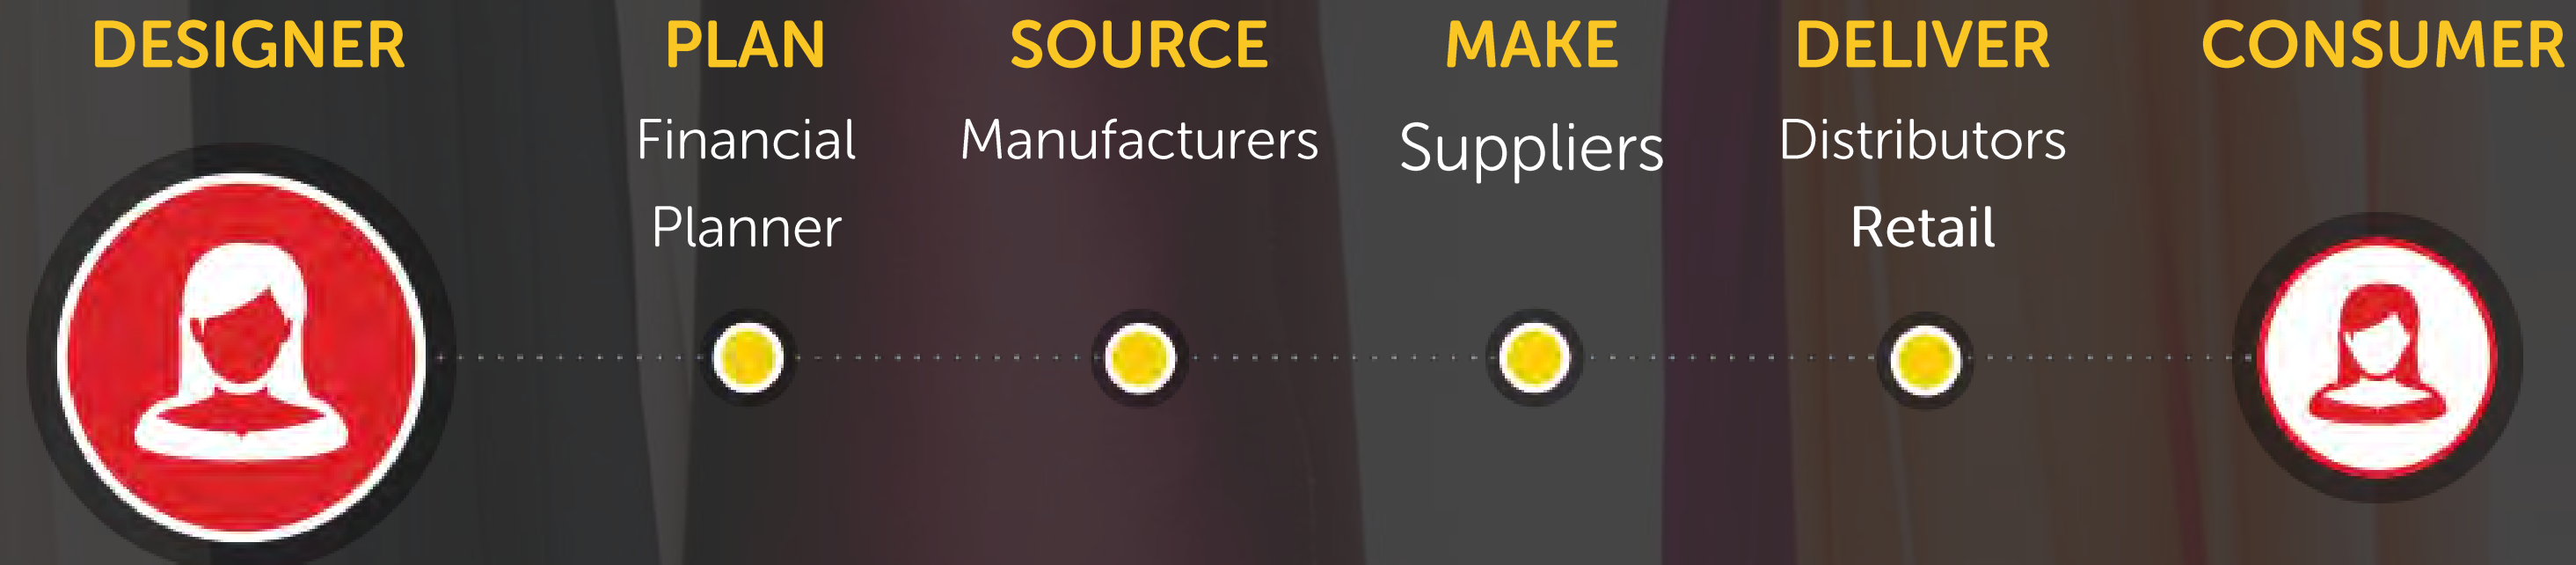 DESIGNER
PLAN
Financial
Planner
SOURCE
Manufacturers
MAKE
Suppliers
DELIVER
Distributors
Retail
CONSUMER